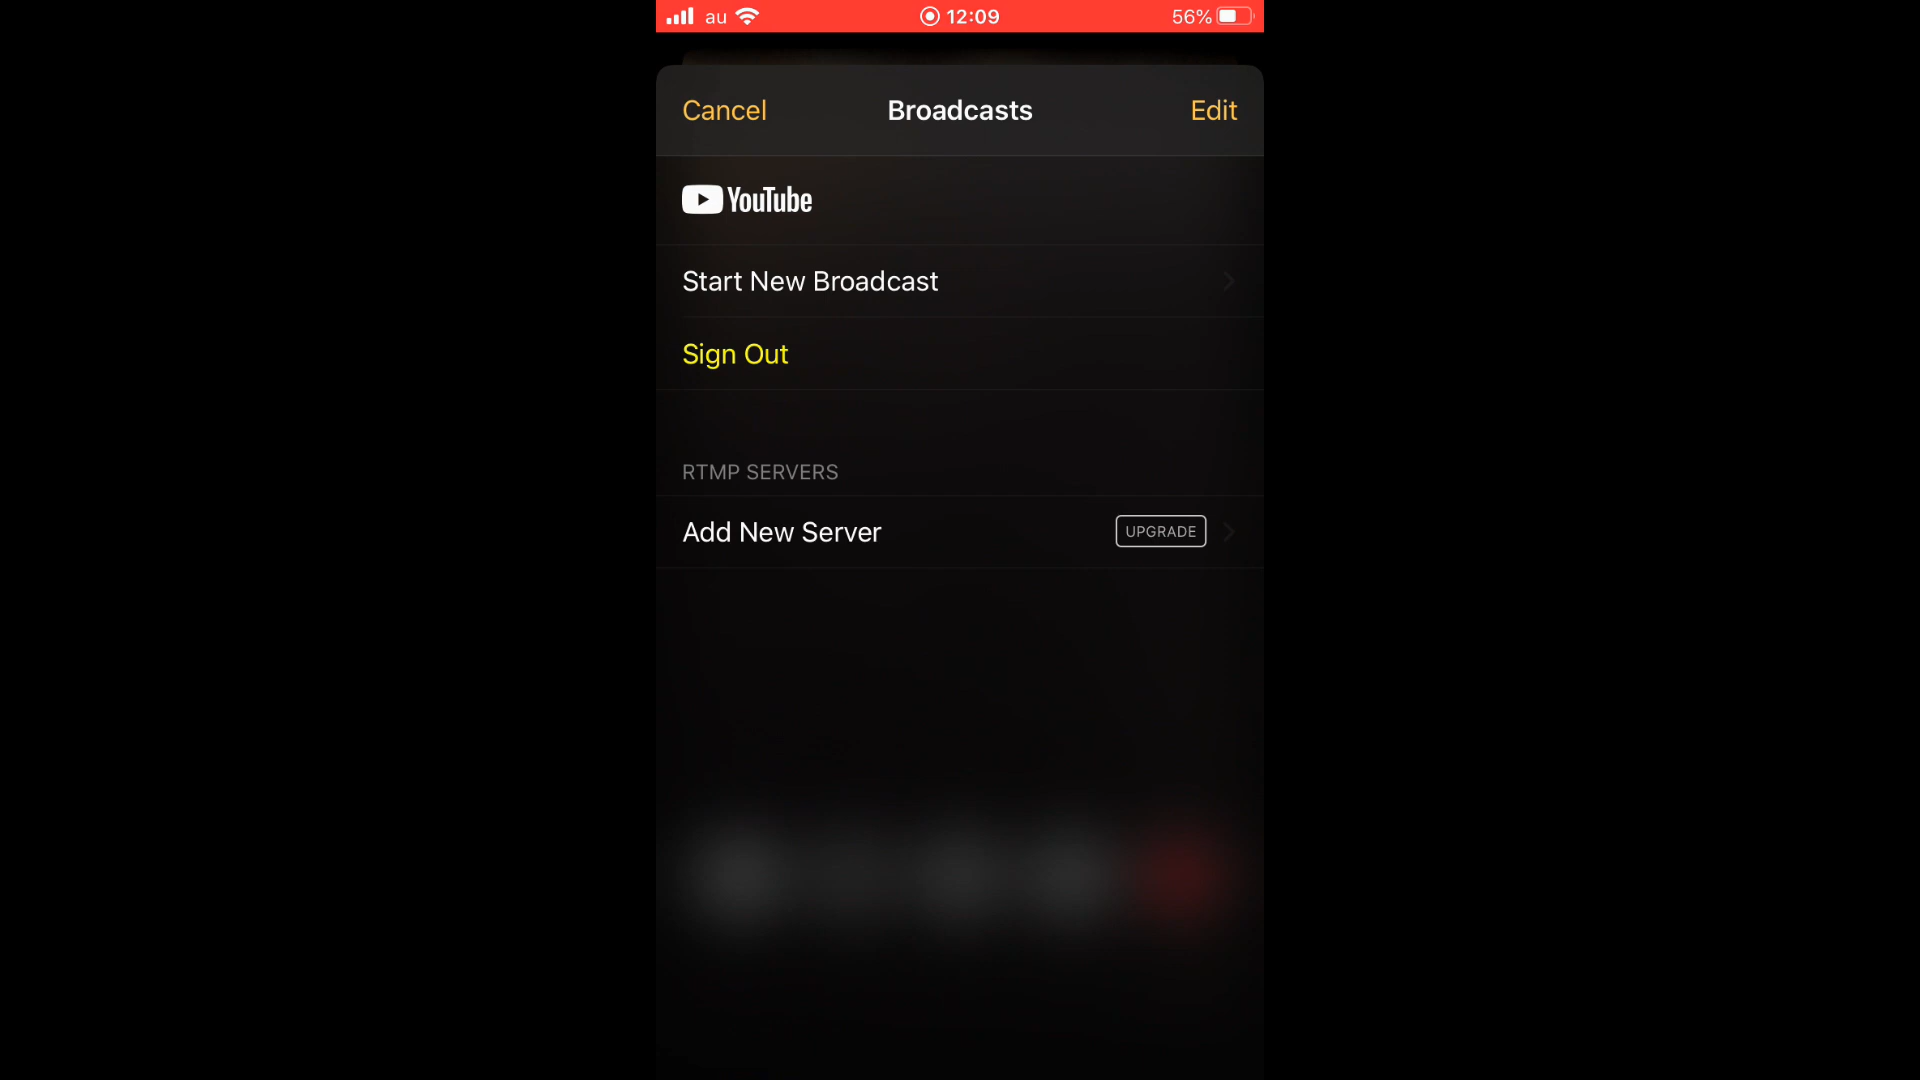 au 12:09 56%
Cancel Broadcasts Edit
YouTube
Start New Broadcast
Sign Out
RTMP SERVERS
Add New Server UPGRADE